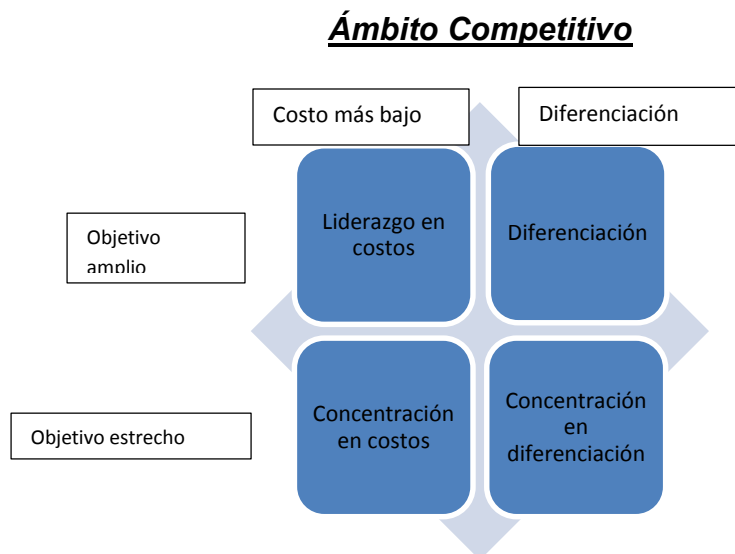 Ámbito Competitivo
Costo más bajo
Diferenciación
Objetivo
amplio
Liderazgo en
costos
Diferenciación
Objetivo estrecho
Concentración
en costos
Concentración
en
diferenciación